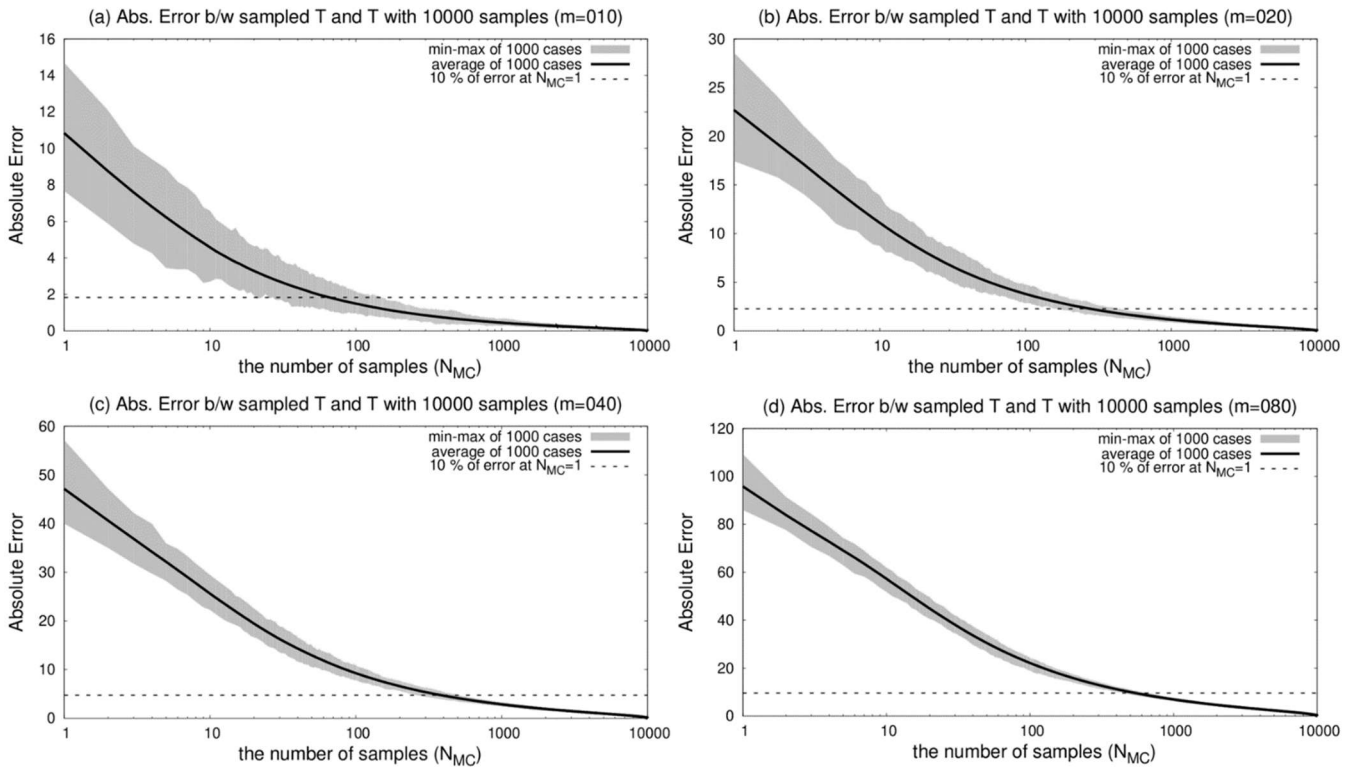 (a) Abs. Error b/w sampled T and T with 10000 samples (m=010)
min-max of 1000 cases
average of 1000 cases
10 % of error at N_MC=1
16
14
12
10
8
6
4
2
0
Absolute Error
1 10 100 1000 10000
the number of samples (N_MC)
(b) Abs. Error b/w sampled T and T with 10000 samples (m=020)
min-max of 1000 cases
average of 1000 cases
10 % of error at N_MC=1
30
25
20
15
10
5
0
Absolute Error
1 10 100 1000 10000
the number of samples (N_MC)
(c) Abs. Error b/w sampled T and T with 10000 samples (m=040)
min-max of 1000 cases
average of 1000 cases
10 % of error at N_MC=1
60
50
40
30
20
10
0
Absolute Error
1 10 100 1000 10000
the number of samples (N_MC)
(d) Abs. Error b/w sampled T and T with 10000 samples (m=080)
min-max of 1000 cases
average of 1000 cases
10 % of error at N_MC=1
120
100
80
60
40
20
0
Absolute Error
1 10 100 1000 10000
the number of samples (N_MC)